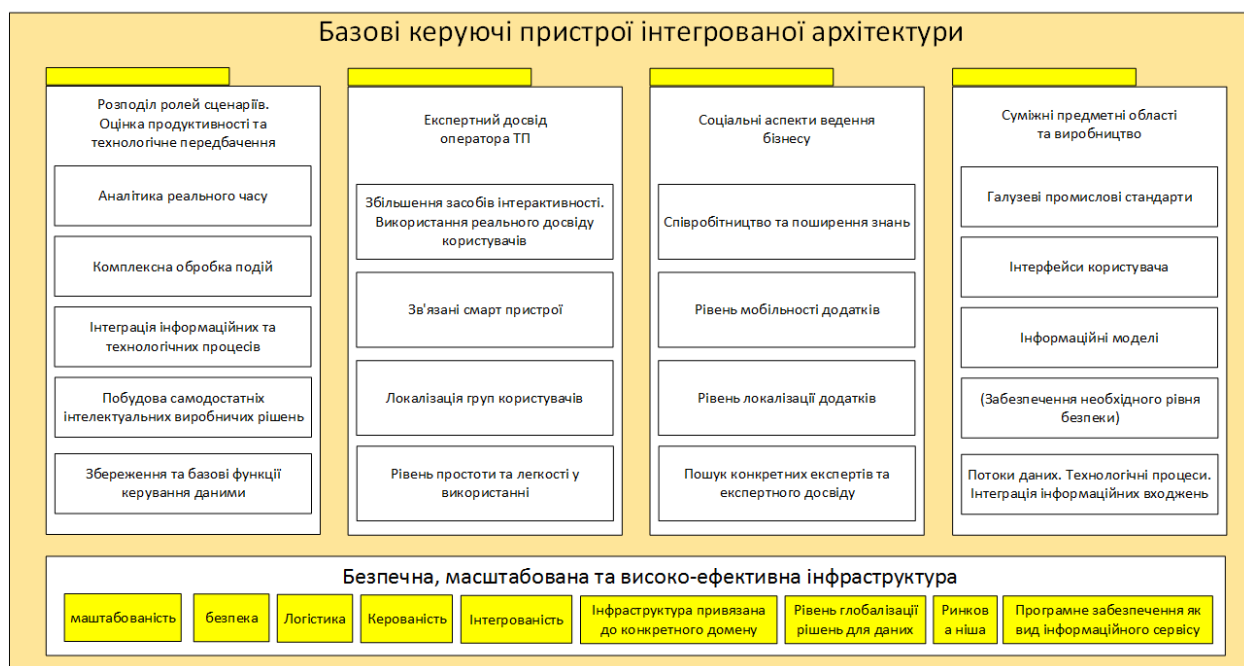 Базові керуючі пристрої інтегрованої архітектури
Розподіл ролей сценаріїв.
Оцінка продуктивності та
технологічне передбачення
Аналітика реального часу
Комплексна обробка подій
Інтеграція інформаційних та
технологічних процесів
Побудова самодостатніх
інтелектуальних виробничих рішень
Збереження та базові функції
керування даними
Експертний досвід
оператора ТП
Збільшення засобів інтерактивності.
Використання реального досвіду
користувачів
Зв'язані смарт пристрої
Локалізація груп користувачів
Рівень простоти та легкості у
використанні
Соціальні аспекти ведення
бізнесу
Співробітництво та поширення знань
Рівень мобільності додатків
Рівень локалізації додатків
Пошук конкретних експертів та
експертного досвіду
Суміжні предметні області
та виробництво
Галузеві промислові стандарти
Інтерфейси користувача
Інформаційні моделі
(Забезпечення необхідного рівня
безпеки)
Потоки даних. Технологічні процеси.
Інтеграція інформаційних входжень
Безпечна, масштабована та високо-ефективна інфраструктура
маштабованість
безпека
Логістика
Керованість
Інтегрованість
Інфраструктура привязана
до конкретного домену
Рівень глобалізації
рішень для даних
Ринков
а ніша
Програмне забезпечення як
вид інформаційного сервісу